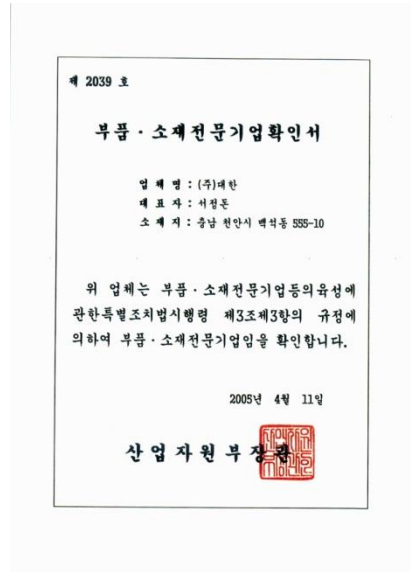 제 2039 호
부품 · 소재전문기업확인서
업 체 명 : (주)대한
대 표 자 : 서정돈
소 재 지 : 충남 천안시 백석동 555-10
위 업체는 부품 · 소재전문기업등의육성에
관한특별조치법시행령 제3조제3항의 규정에
의하여 부품 · 소재전문기업임을 확인합니다.
2005년 4월 11일
산업자원부장관